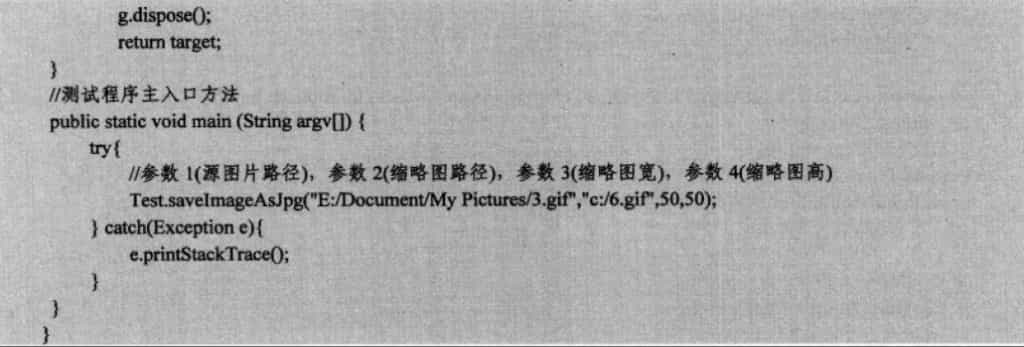 g.dispose();
return target;
}
//测试程序主入口方法
public static void main (String argv[]) {
try{
//参数 1(源图片路径)，参数 2(缩略图路径)，参数 3(缩略图宽)，参数 4(缩略图高)
Test.saveImageAsJpg("E:/Document/My Pictures/3.gif","c:/6.gif",50,50);
} catch(Exception e){
e.printStackTrace();
}
}
}